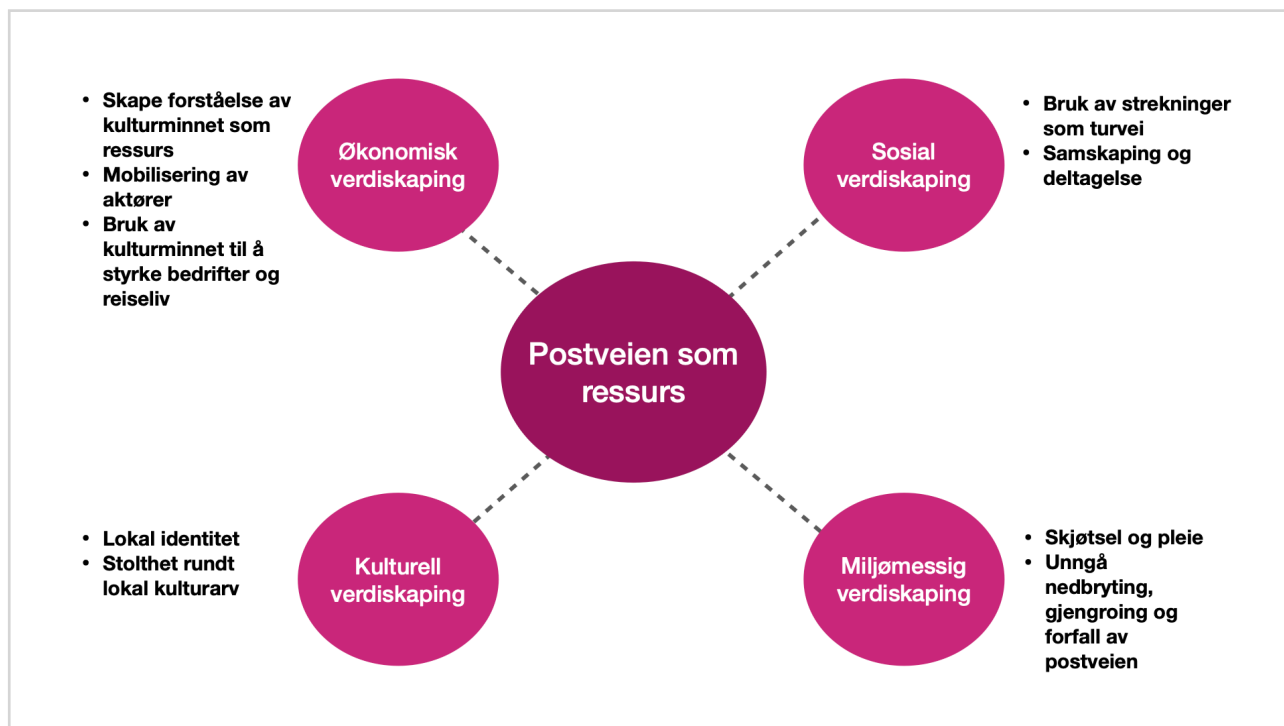 • Skape forståelse av
kulturminnet som
ressurs
• Mobilisering av
aktører
• Bruk av
kulturminnet til å
styrke bedrifter og
reiseliv
Økonomisk
verdiskaping
Sosial
verdiskaping
• Bruk av strekninger
som turvei
• Samskaping og
deltagelse
Postveien som
ressurs
• Lokal identitet
• Stolthet rundt
lokal kulturarv
Kulturell
verdiskaping
Miljømessig
verdiskaping
• Skjøtsel og pleie
• Unngå
nedbryting,
gjengroing og
forfall av
postveien